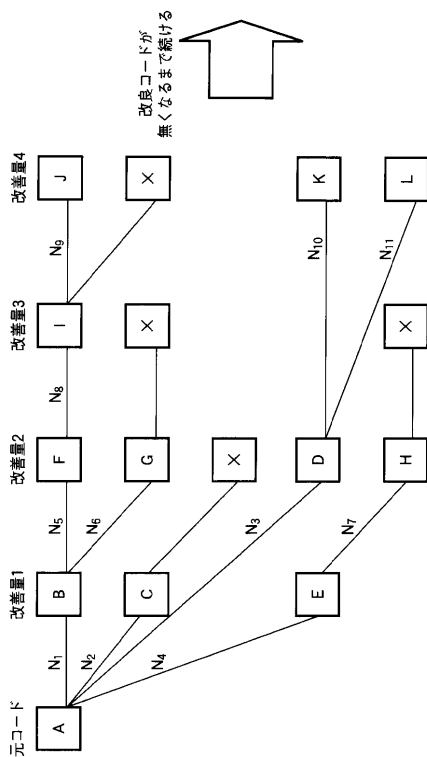 元コード
改善量1
改善量2
改善量3
改善量4
A
N1
B
N5
F
N8
I
N9
J
N2
N6
C
G
×
×
N3
×
N4
E
N7
D
N10
K
H
×
N11
L
改良コードが
無くなるまで続ける